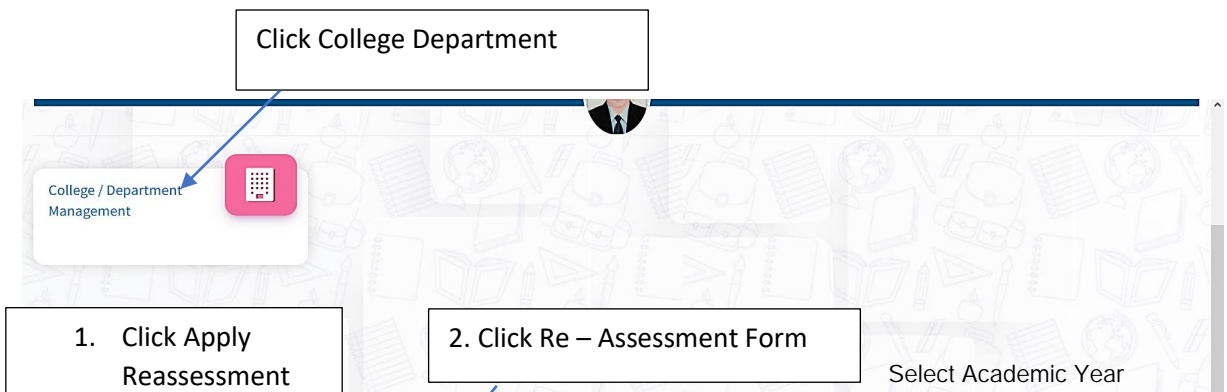 Click College Department
College / Department
Management
1. Click Apply
Reassessment
2. Click Re – Assessment Form
Select Academic Year